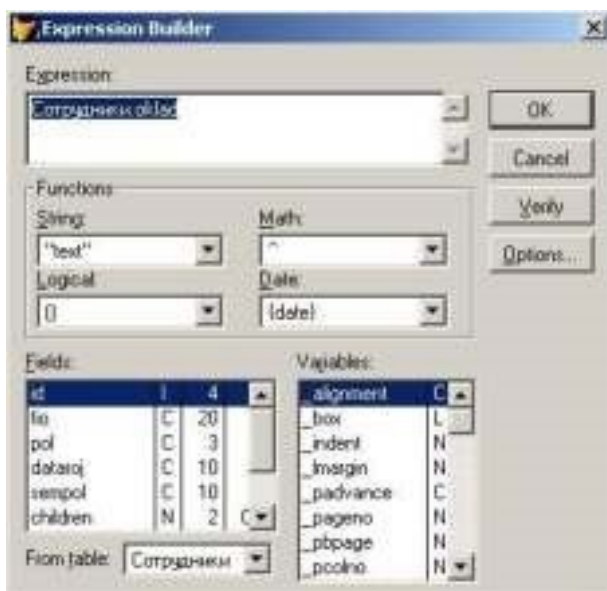 Expression Builder
Expression:
Сотрудники.oklad
OK
Cancel
Verify
Options...
Functions
String:
Math:
"text"
^
Logical:
Date:
()
{date}
Fields:
Variables:
id I 4
fio C 20
pol C 3
dataroj C 10
sempol C 10
children N 2
_alignment C
_box L
_indent N
_lmargin N
_padvance C
_pageno N
_pbpage N
_pcolno N
From table: Сотрудники